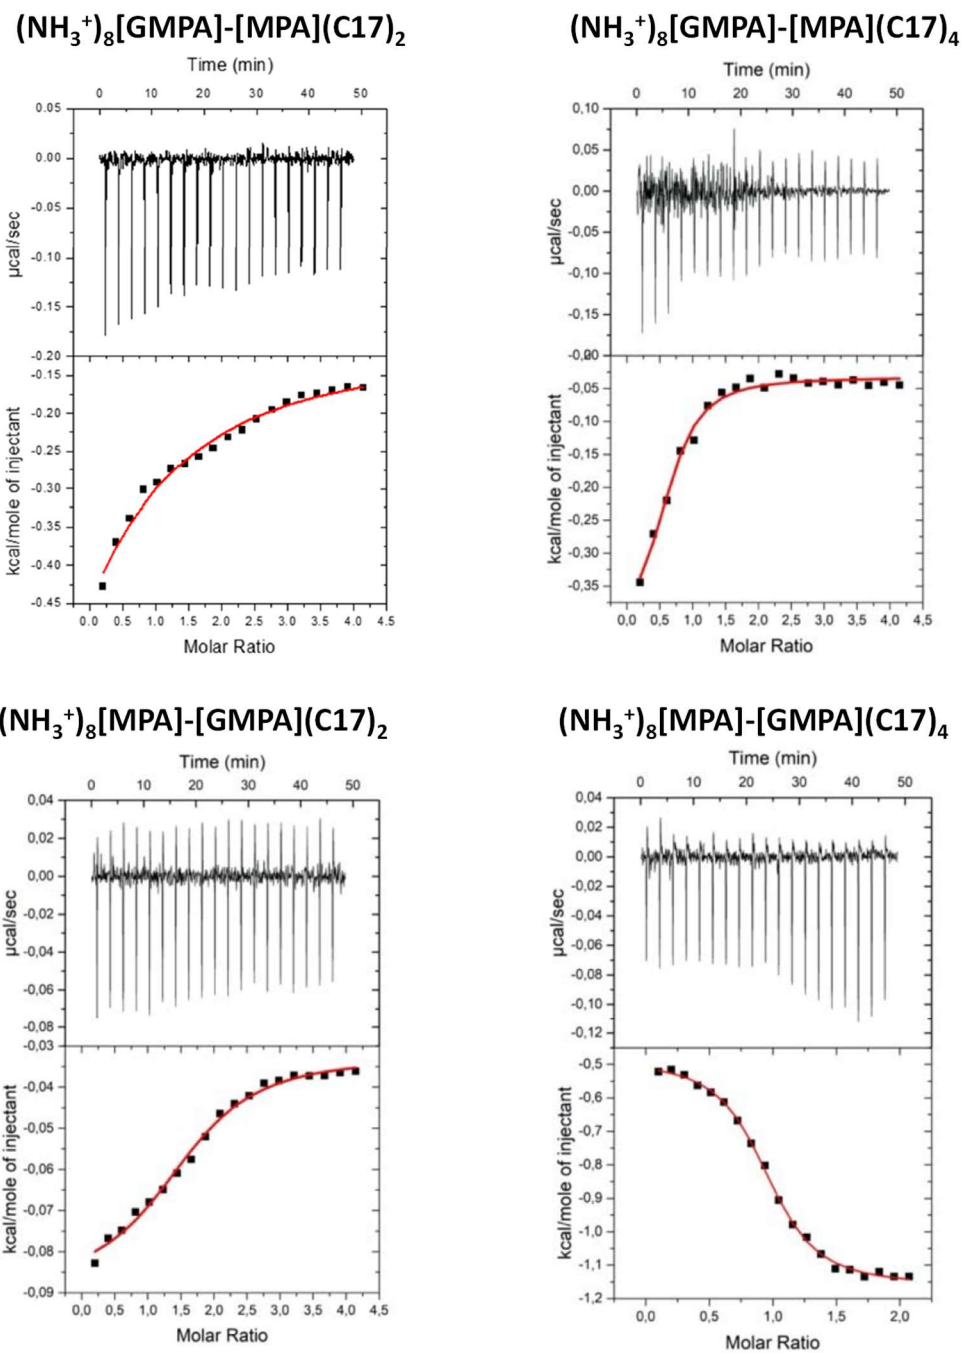 (NH₃⁺)₈[GMPA]-[MPA](C17)₂
Time (min)
0 10 20 30 40 50
0.05
0.00
-0.05
-0.10
-0.15
-0.20
µcal/sec
-0.15
-0.20
-0.25
-0.30
-0.35
-0.40
-0.45
kcal/mole of injectant
0.0 0.5 1.0 1.5 2.0 2.5 3.0 3.5 4.0 4.5
Molar Ratio
(NH₃⁺)₈[GMPA]-[MPA](C17)₄
Time (min)
0 10 20 30 40 50
0,10
0,05
0,00
-0,05
-0,10
-0,15
µcal/sec
-0,05
-0,10
-0,15
-0,20
-0,25
-0,30
-0,35
kcal/mole of injectant
0,0 0,5 1,0 1,5 2,0 2,5 3,0 3,5 4,0 4,5
Molar Ratio
(NH₃⁺)₈[MPA]-[GMPA](C17)₂
Time (min)
0 10 20 30 40 50
0,04
0,02
0,00
-0,02
-0,04
-0,06
-0,08
µcal/sec
-0,03
-0,04
-0,05
-0,06
-0,07
-0,08
-0,09
kcal/mole of injectant
0,0 0,5 1,0 1,5 2,0 2,5 3,0 3,5 4,0 4,5
Molar Ratio
(NH₃⁺)₈[MPA]-[GMPA](C17)₄
Time (min)
0 10 20 30 40 50
0,04
0,02
0,00
-0,02
-0,04
-0,06
-0,08
-0,10
-0,12
µcal/sec
-0,5
-0,6
-0,7
-0,8
-0,9
-1,0
-1,1
-1,2
kcal/mole of injectant
0,0 0,5 1,0 1,5 2,0
Molar Ratio